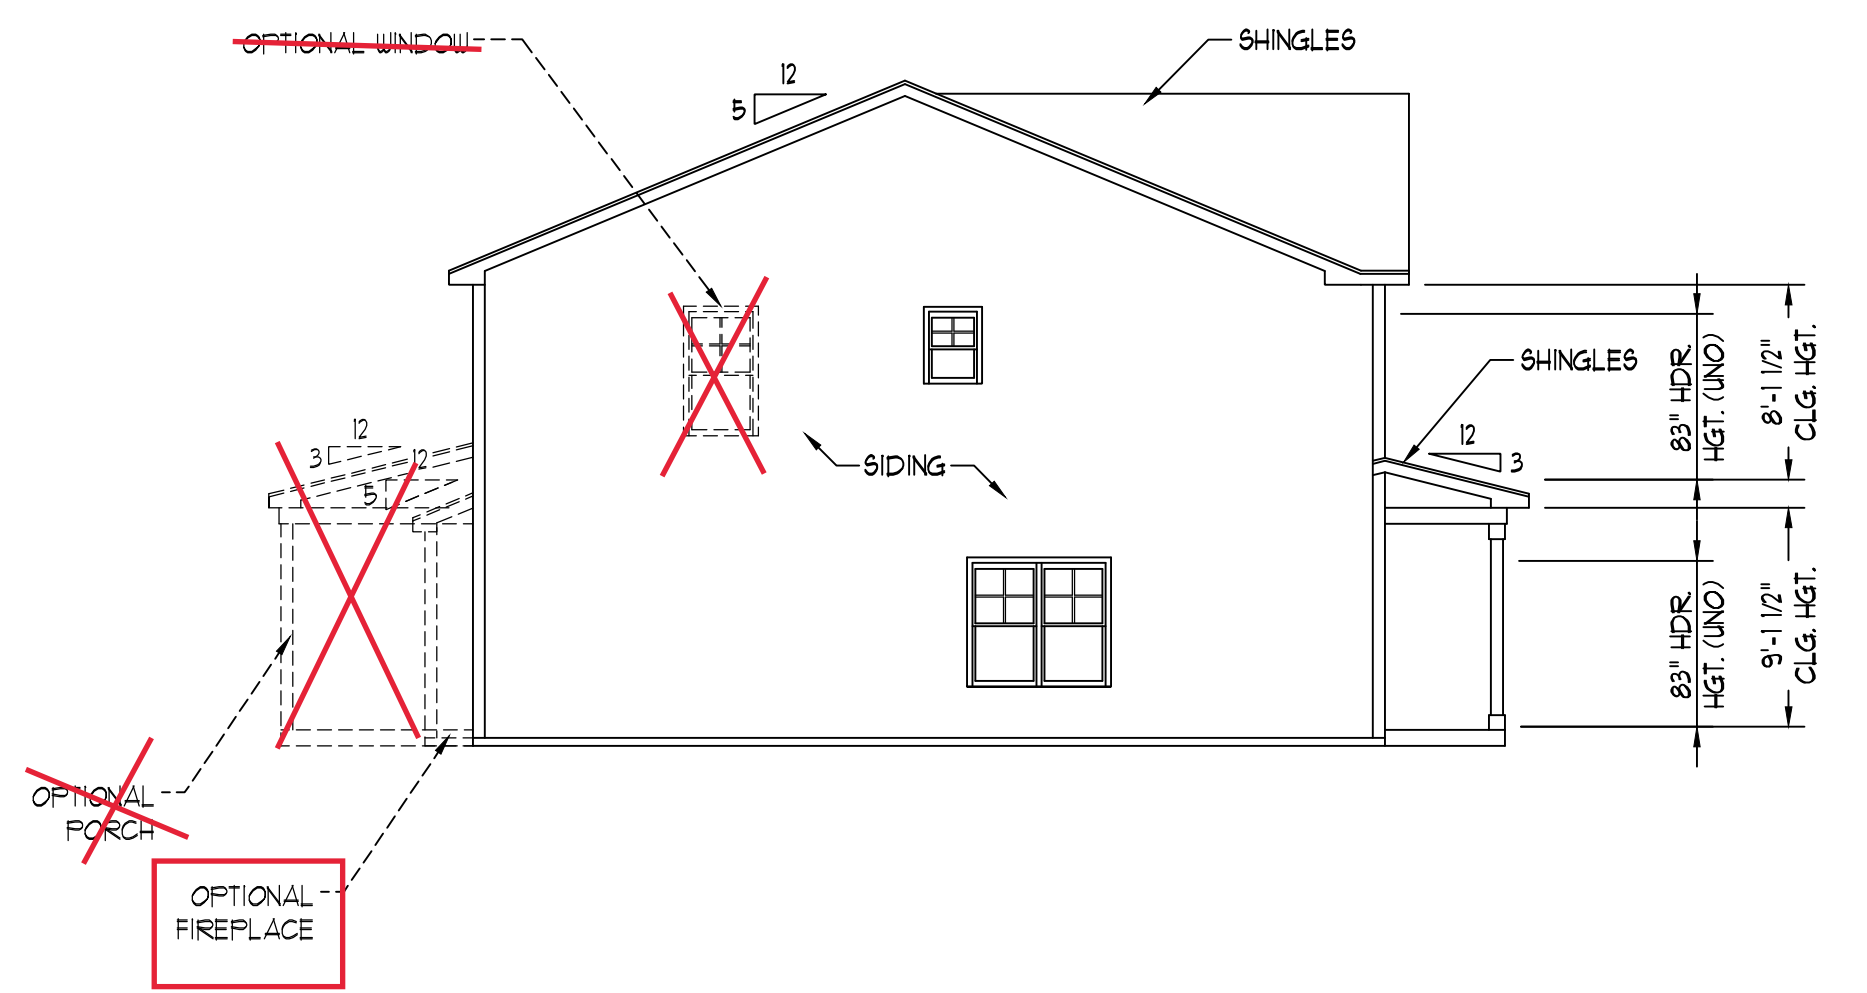 OPTIONAL WINDOW
SHINGLES
12
5
SHINGLES
12
3
12
3
12
5
SIDING
83" HDR.
HGT. (UNO)
8'-1 1/2"
CLG. HGT.
83" HDR.
HGT. (UNO)
9'-1 1/2"
CLG. HGT.
OPTIONAL
PORCH
OPTIONAL
FIREPLACE